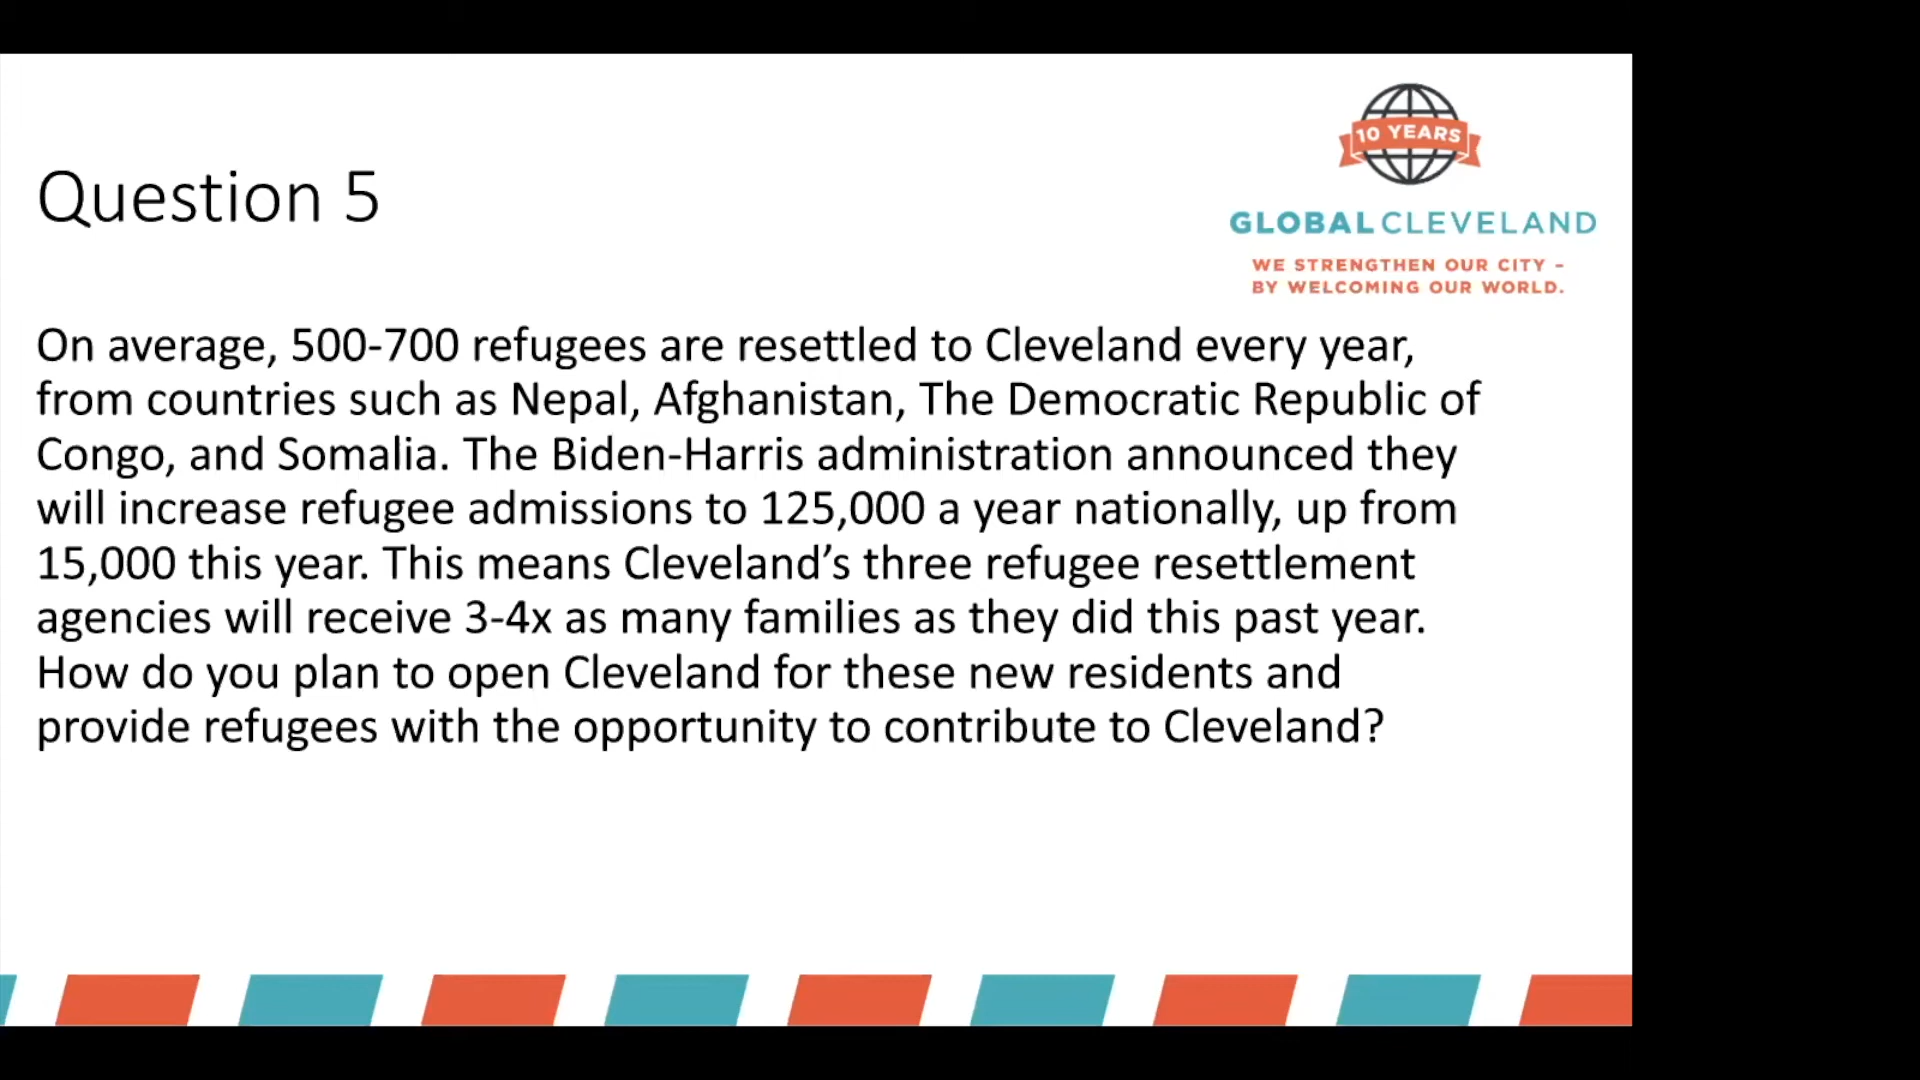 10 YEARS
GLOBALCLEVELAND
WE STRENGTHEN OUR CITY -
BY WELCOMING OUR WORLD.
Question 5
On average, 500-700 refugees are resettled to Cleveland every year,
from countries such as Nepal, Afghanistan, The Democratic Republic of
Congo, and Somalia. The Biden-Harris administration announced they
will increase refugee admissions to 125,000 a year nationally, up from
15,000 this year. This means Cleveland’s three refugee resettlement
agencies will receive 3-4x as many families as they did this past year.
How do you plan to open Cleveland for these new residents and
provide refugees with the opportunity to contribute to Cleveland?